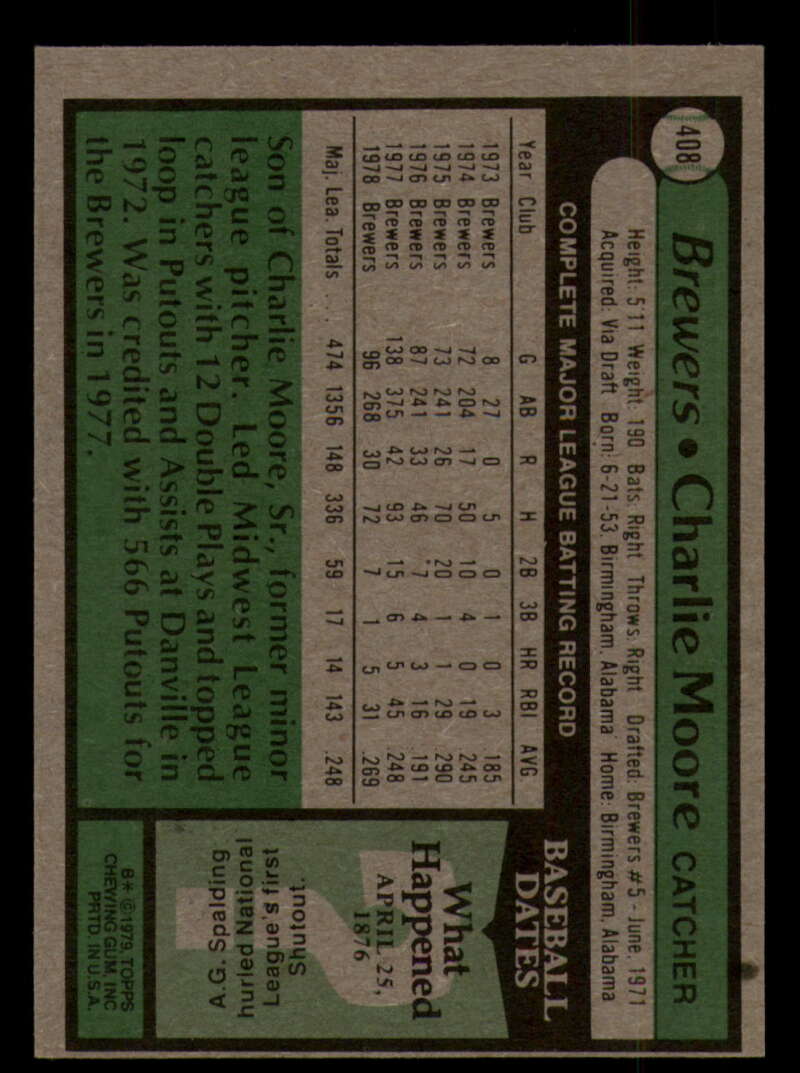 408
Brewers • Charlie Moore CATCHER
Height: 5'11 Weight: 190 Bats: Right Throws: Right Drafted: Brewers #5 - June, 1971
Acquired: Via Draft Born: 6-21-53, Birmingham, Alabama Home: Birmingham, Alabama
COMPLETE MAJOR LEAGUE BATTING RECORD
Year Club G AB R H 2B 3B HR RBI AVG
1973 Brewers 8 27 0 5 0 1 0 3 .185
1974 Brewers 72 204 17 50 10 4 0 19 .245
1975 Brewers 73 241 26 70 20 1 1 29 .290
1976 Brewers 87 241 33 46 7 4 3 16 .191
1977 Brewers 138 375 42 93 15 6 5 45 .248
1978 Brewers 96 268 30 72 7 1 5 31 .269
Maj. Lea. Totals .... 474 1356 148 336 59 17 14 143 .248
Son of Charlie Moore, Sr., former minor
league pitcher. Led Midwest League
catchers with 12 Double Plays and topped
loop in Putouts and Assists at Danville in
1972. Was credited with 566 Putouts for
the Brewers in 1977.
BASEBALL
DATES
What
Happened
APRIL 25,
1876
?
A.G. Spalding
hurled National
League's first
Shutout.
B* © 1979 TOPPS
CHEWING GUM, INC
PRTD. IN U.S.A.